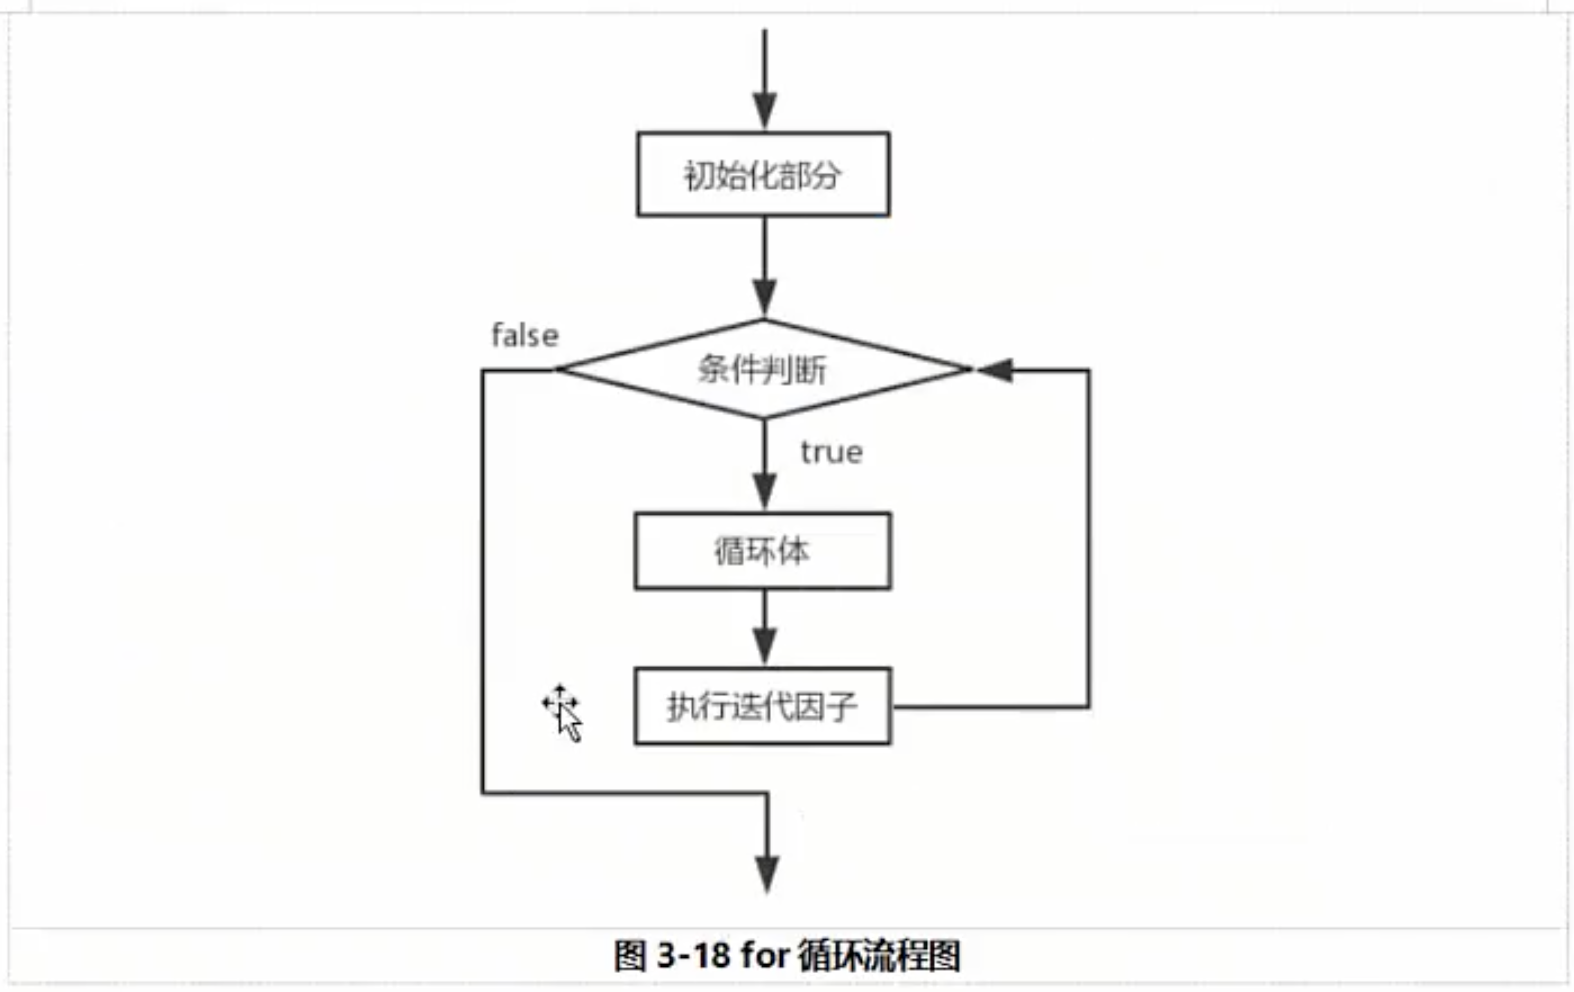 初始化部分
false
条件判断
true
循环体
执行迭代因子
图 3-18 for 循环流程图